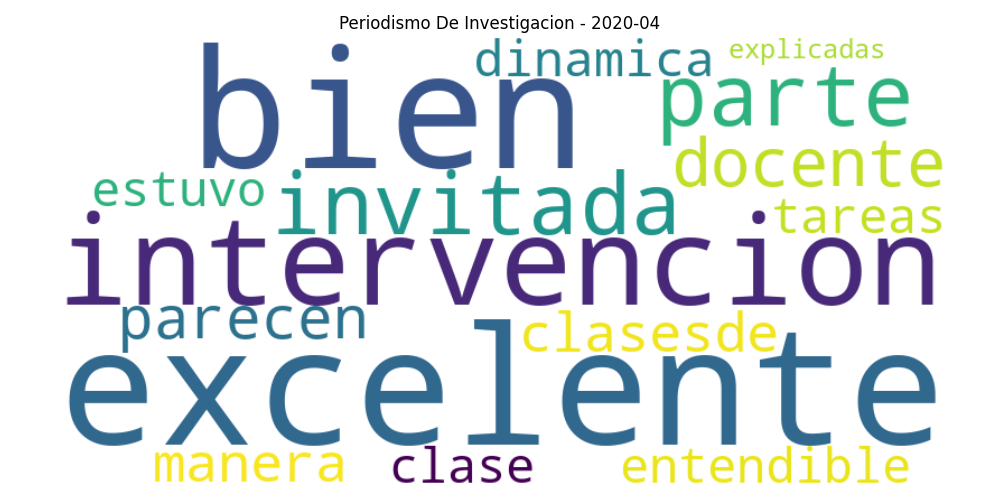 Periodismo De Investigacion - 2020-04
bien
dinamica
explicadas
parte
docente
estuvo
invitada
tareas
intervencion
parecen
clasesde
excelente
manera
clase
entendible